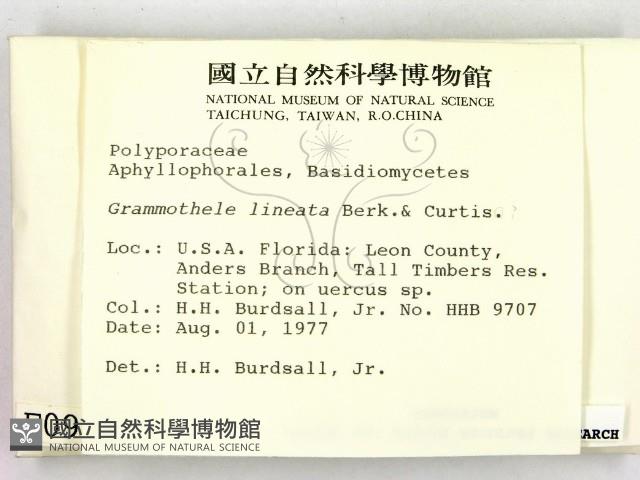 國立自然科學博物館
NATIONAL MUSEUM OF NATURAL SCIENCE
TAICHUNG, TAIWAN, R.O.CHINA
Polyporaceae
Aphyllophorales, Basidiomycetes
Grammothele lineata Berk.& Curtis.
Loc.: U.S.A. Florida: Leon County,
Anders Branch, Tall Timbers Res.
Station; on uercus sp.
Col.: H.H. Burdsall, Jr. No. HHB 9707
Date: Aug. 01, 1977
Det.: H.H. Burdsall, Jr.
F09
ARCH
國立自然科學博物館
NATIONAL MUSEUM OF NATURAL SCIENCE